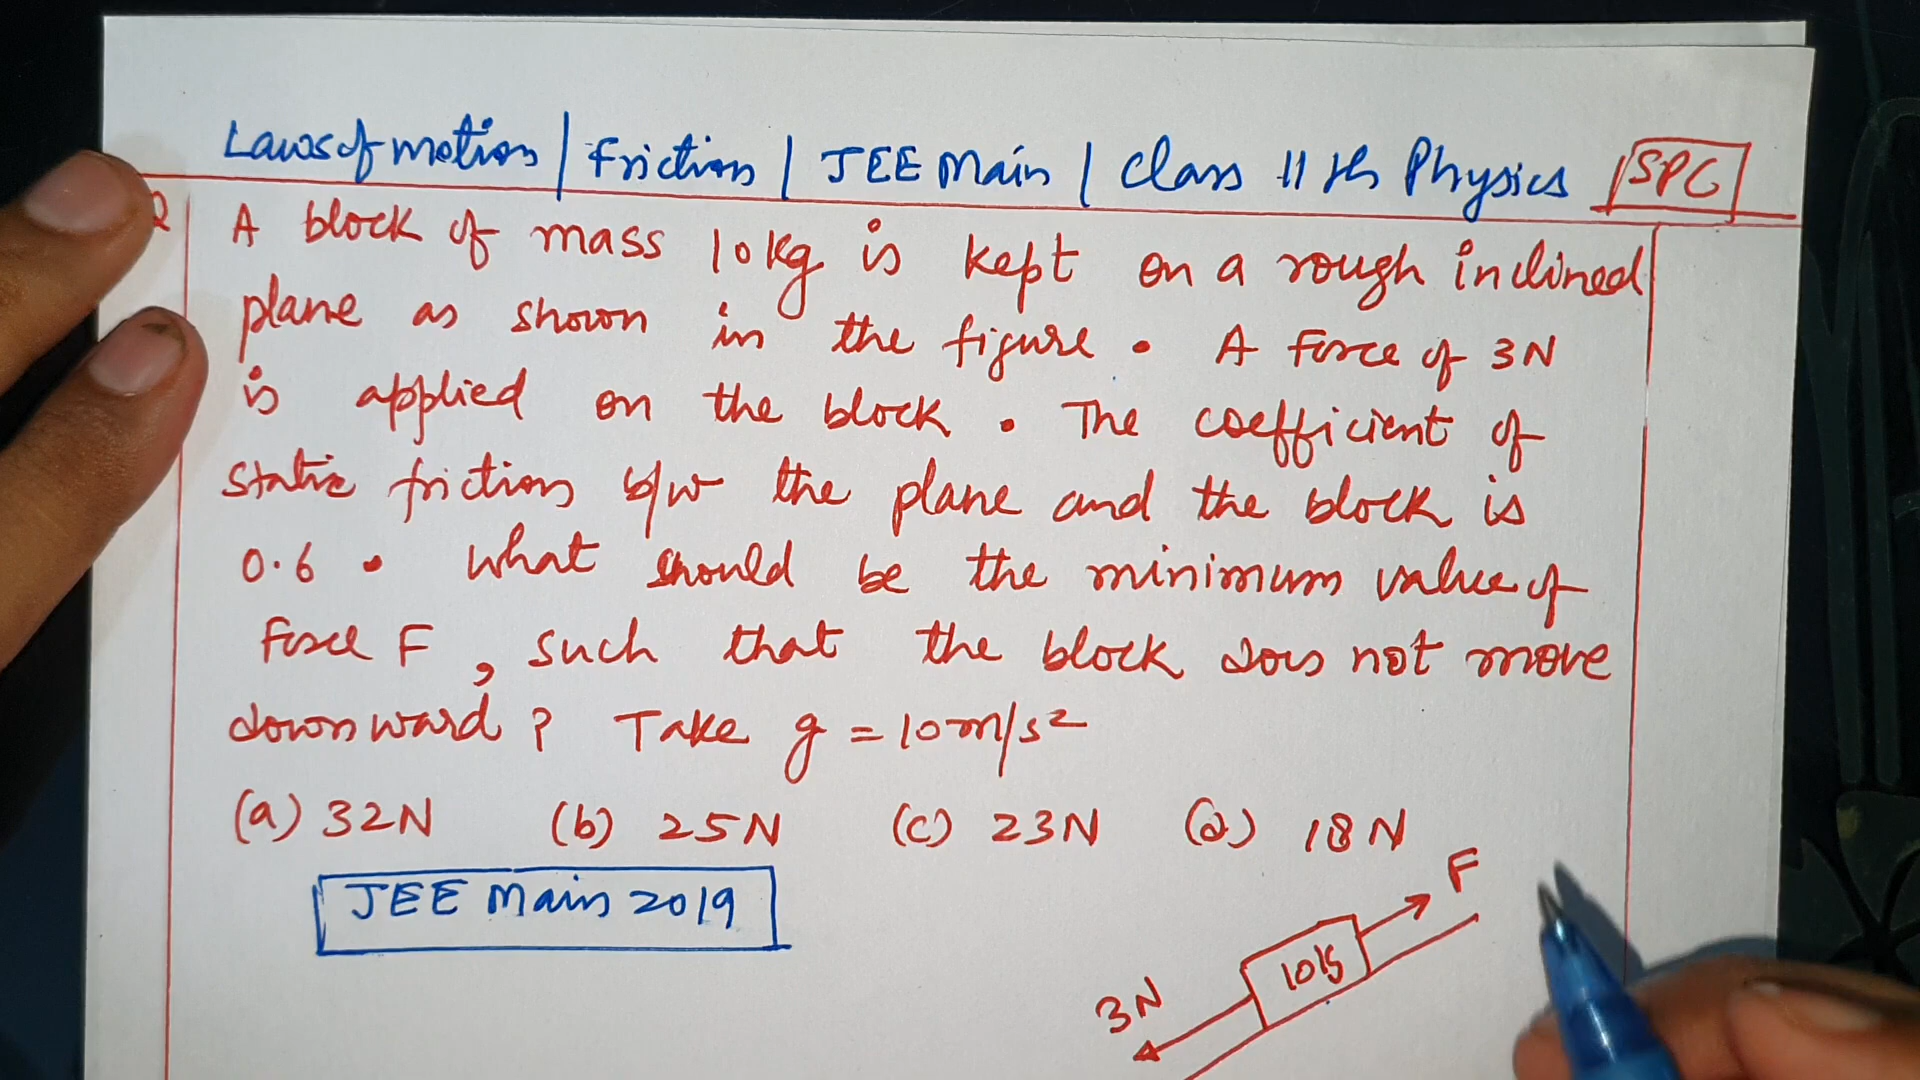 Laws of motion | Friction | JEE Main | Class 11th Physics | SPC
Q A block of mass 10kg is kept on a rough inclined
plane as shown in the figure. A force of 3N
is applied on the block. The coefficient of
static friction b/w the plane and the block is
0.6. What should be the minimum value of
force F, such that the block does not move
downward? Take g = 10 m/s²
(a) 32N (b) 25N (c) 23N (d) 18N
JEE Main 2019
F
10kg
3N